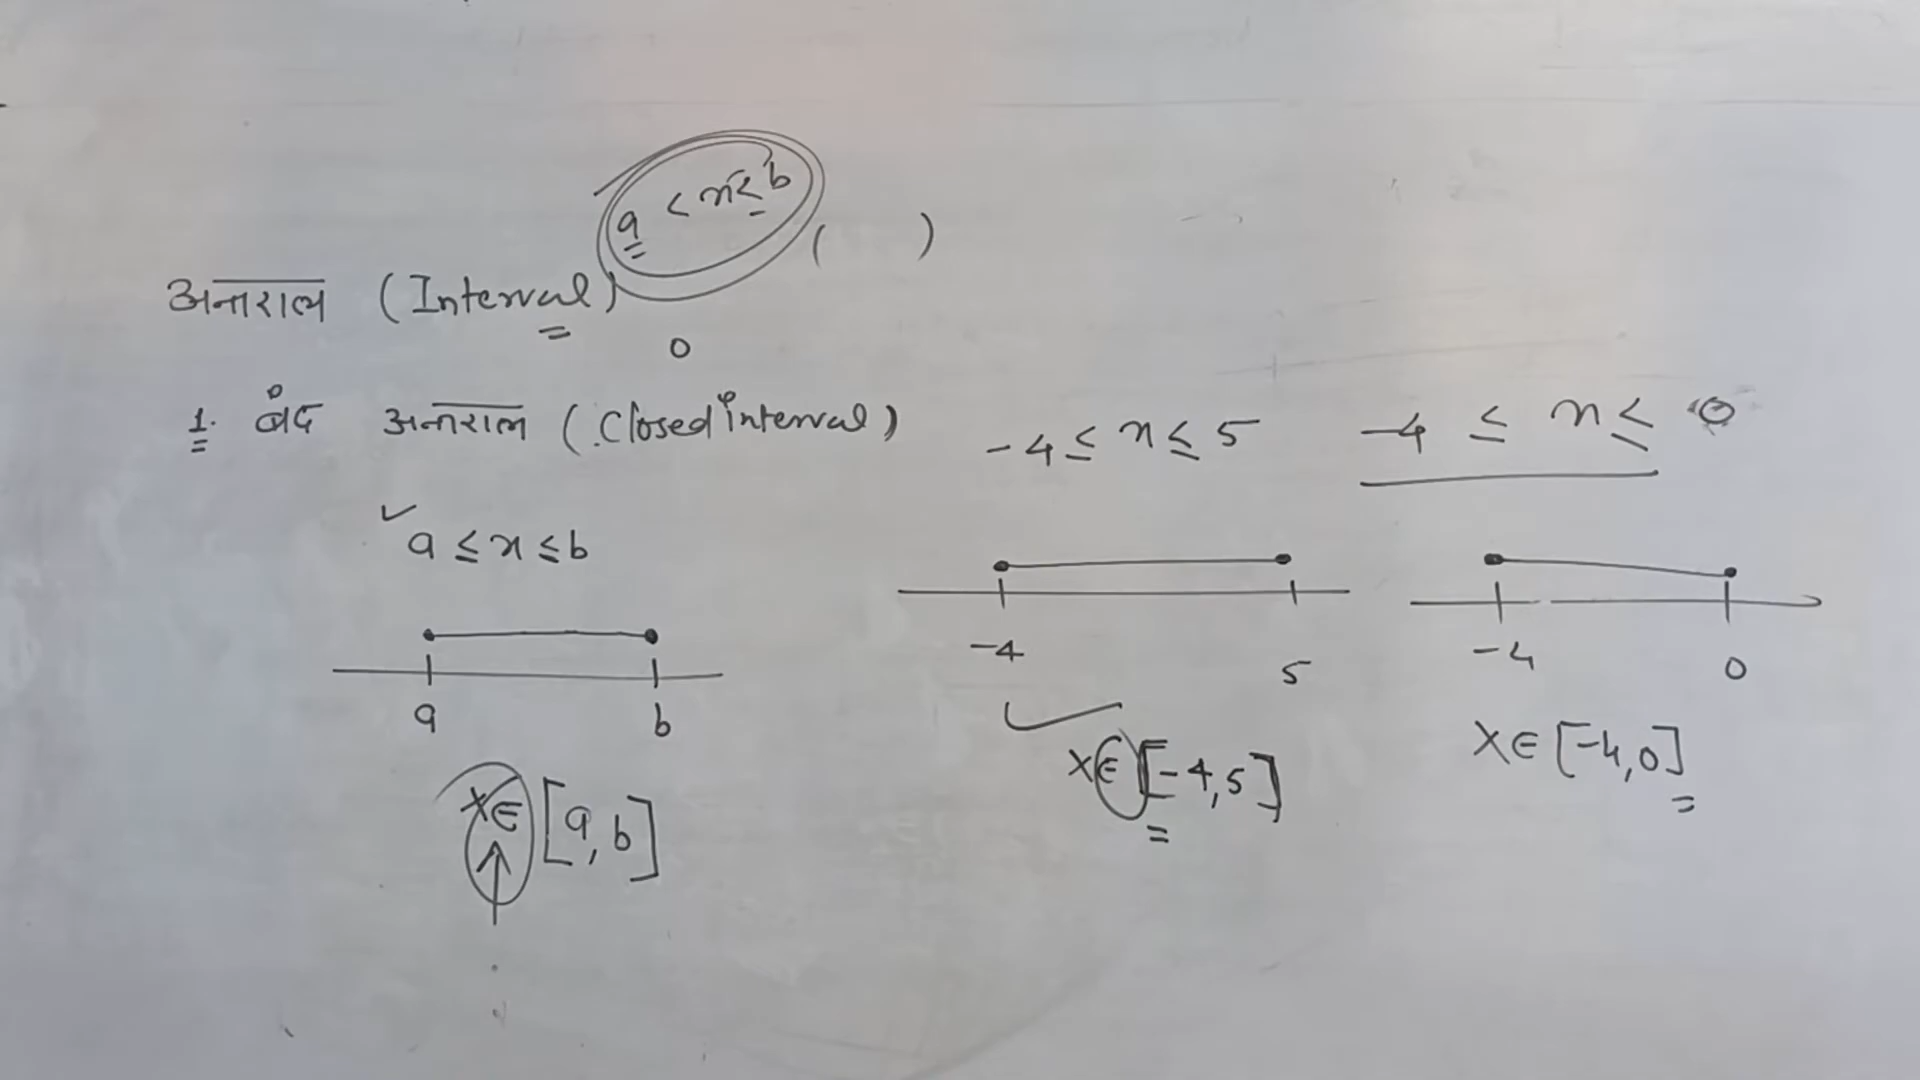 a < x ≤ b
( )
अन्तराल (Interval)
0
1. बंद अन्तराल (Closed interval)
-4 ≤ x ≤ 5
-4 ≤ x ≤ 0
a ≤ x ≤ b
a b
-4 5
-4 0
x ∈ [a, b]
x ∈ [-4, 5]
x ∈ [-4, 0]